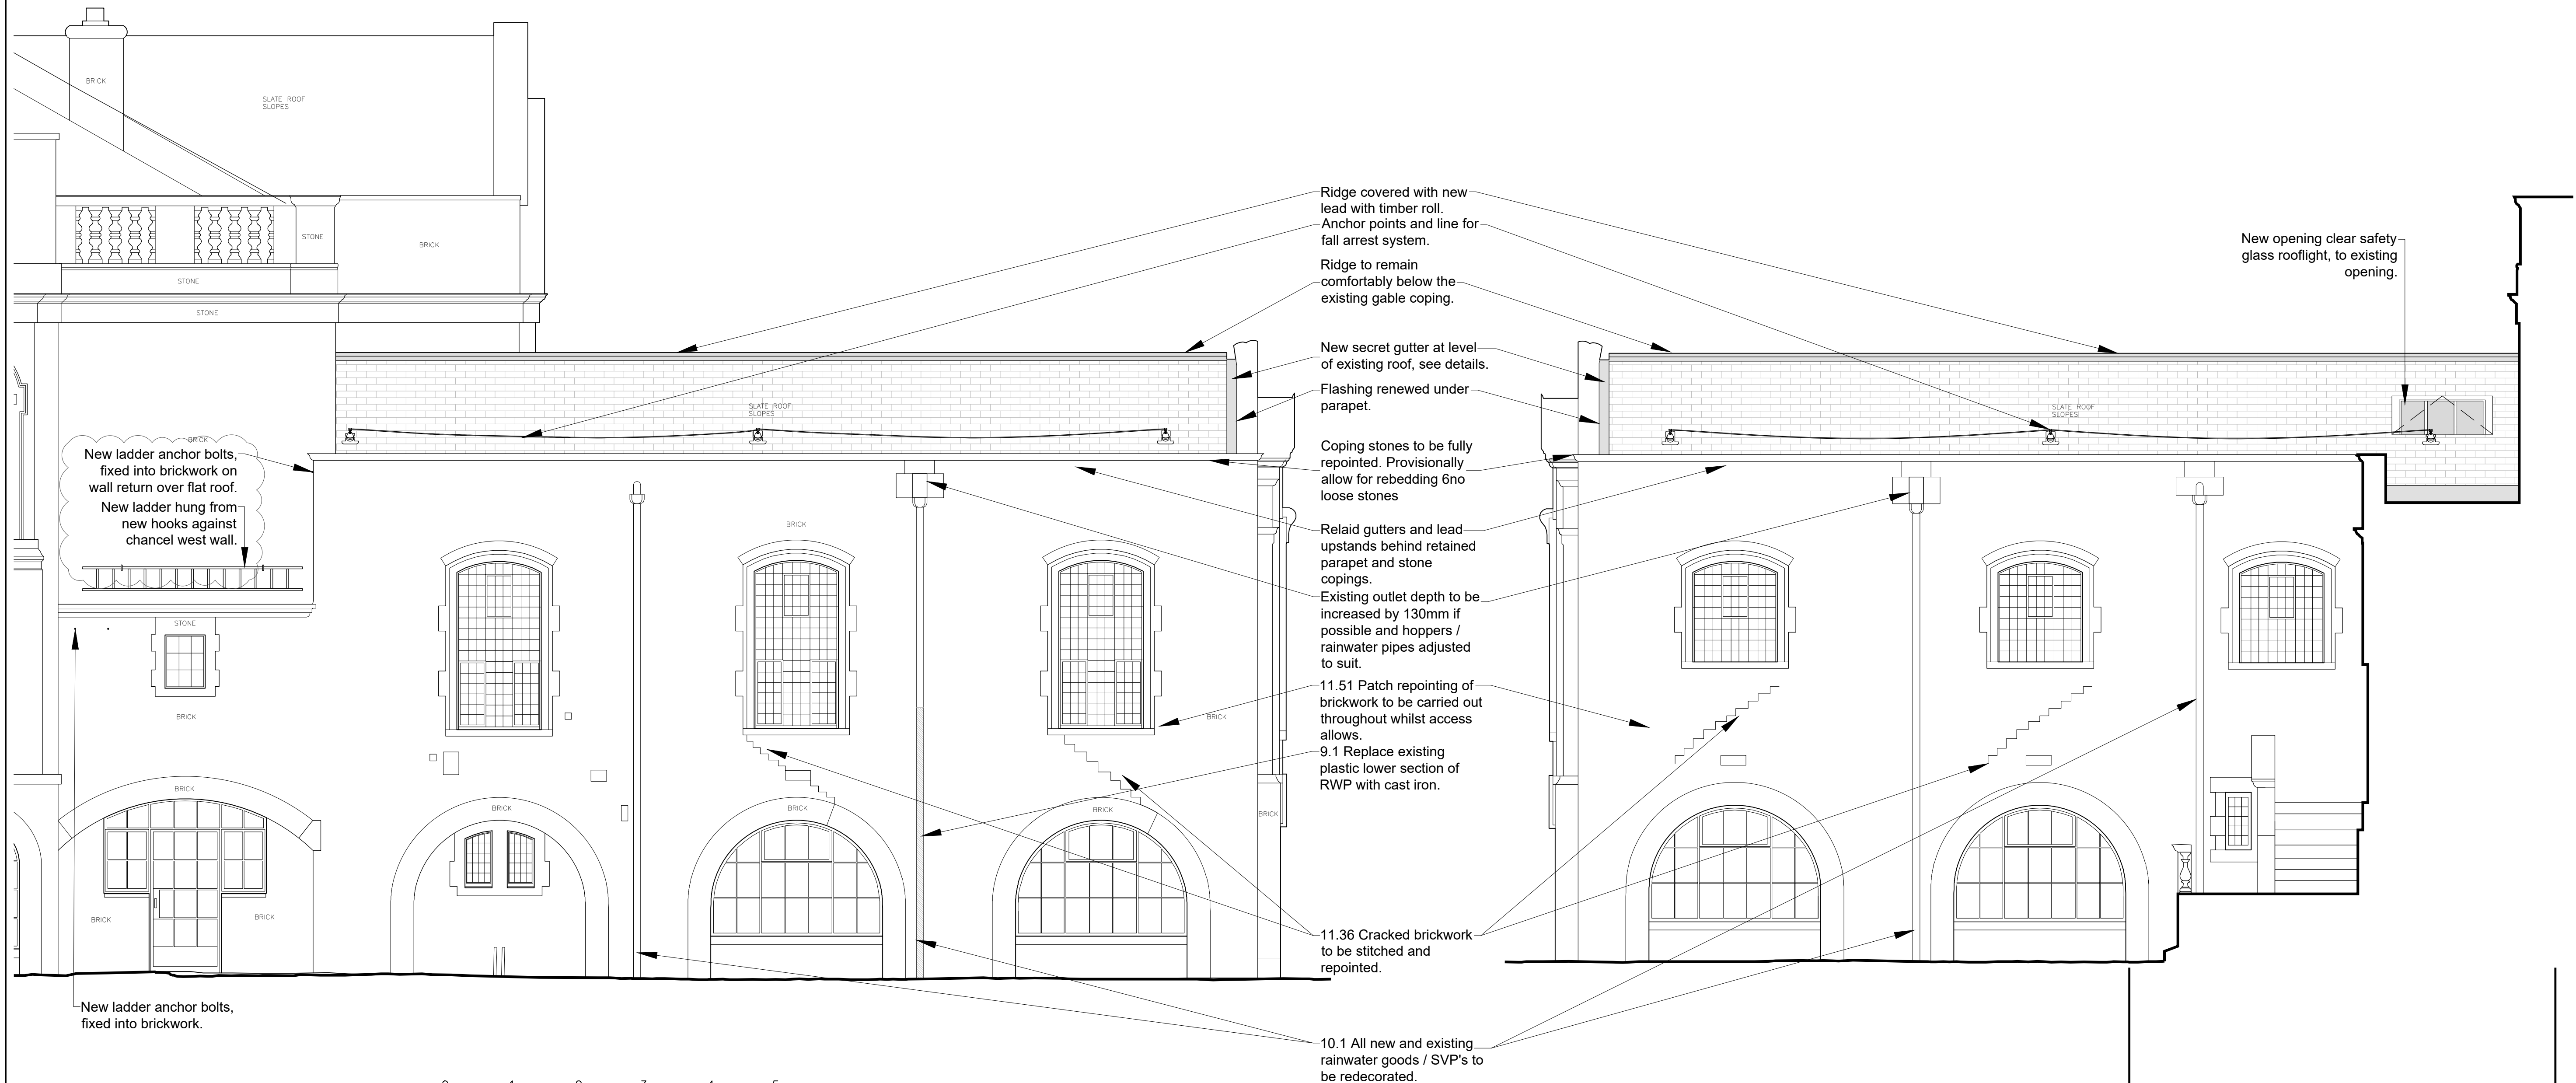 BRICK
SLATE ROOF
SLOPES
STONE
BRICK
STONE
STONE
BRICK
New ladder anchor bolts,
fixed into brickwork on
wall return over flat roof.
New ladder hung from
new hooks against
chancel west wall.
STONE
BRICK
BRICK
BRICK
BRICK
New ladder anchor bolts,
fixed into brickwork.
SLATE ROOF
SLOPES
BRICK
BRICK
BRICK
BRICK
BRICK
BRICK
Ridge covered with new
lead with timber roll.
Anchor points and line for
fall arrest system.
Ridge to remain
comfortably below the
existing gable coping.
New secret gutter at level
of existing roof, see details.
Flashing renewed under
parapet.
Coping stones to be fully
repointed. Provisionally
allow for rebedding 6no
loose stones
Relaid gutters and lead
upstands behind retained
parapet and stone
copings.
Existing outlet depth to be
increased by 130mm if
possible and hoppers /
rainwater pipes adjusted
to suit.
11.51 Patch repointing of
brickwork to be carried out
throughout whilst access
allows.
9.1 Replace existing
plastic lower section of
RWP with cast iron.
11.36 Cracked brickwork
to be stitched and
repointed.
10.1 All new and existing
rainwater goods / SVP's to
be redecorated.
New opening clear safety
glass rooflight, to existing
opening.
SLATE ROOF
SLOPES